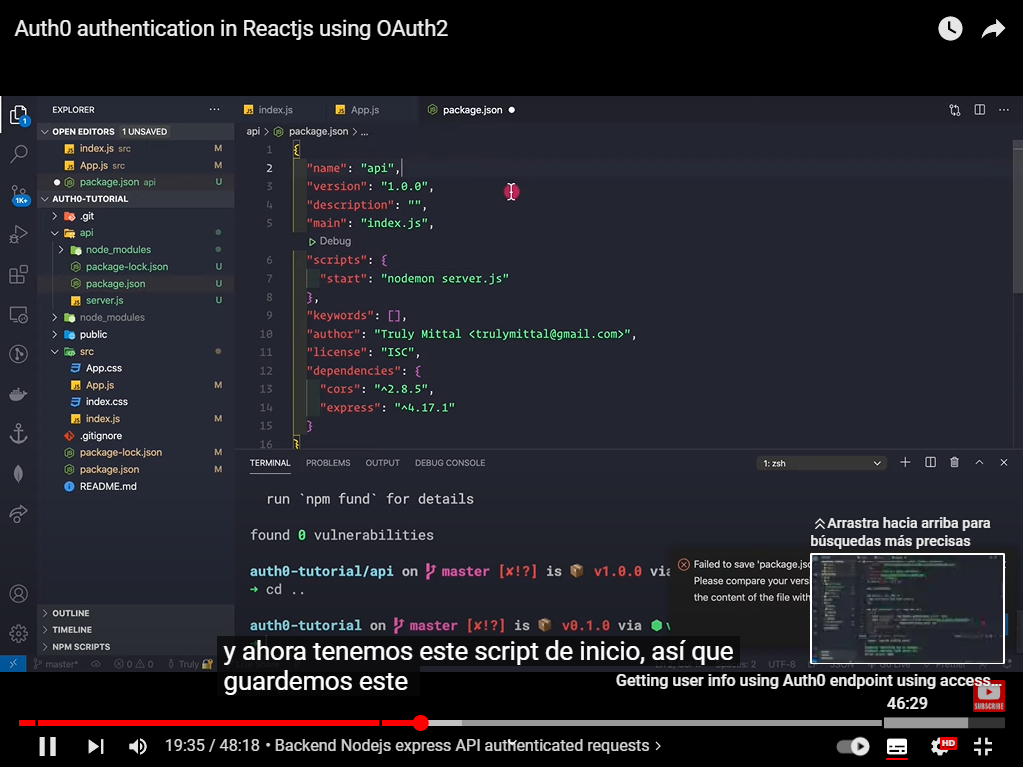 Auth0 authentication in Reactjs using OAuth2
EXPLORER
OPEN EDITORS 1 UNSAVED
index.js src M
App.js src M
package.json api U
AUTH0-TUTORIAL
.git
api
node_modules
package-lock.json U
package.json U
server.js U
node_modules
public
src
App.css
App.js M
index.css
index.js M
.gitignore
package-lock.json M
package.json M
README.md
OUTLINE
TIMELINE
NPM SCRIPTS
1
1K+
index.js
App.js
package.json
api > package.json > ...
1 {
2 "name": "api",
3 "version": "1.0.0",
4 "description": "",
5 "main": "index.js",
Debug
6 "scripts": {
7 "start": "nodemon server.js"
8 },
9 "keywords": [],
10 "author": "Truly Mittal <trulymittal@gmail.com>",
11 "license": "ISC",
12 "dependencies": {
13 "cors": "^2.8.5",
14 "express": "^4.17.1"
15 }
16 }
TERMINAL PROBLEMS OUTPUT DEBUG CONSOLE 1: zsh
run `npm fund` for details
found 0 vulnerabilities
auth0-tutorial/api on master [✘!?] is 📦 v1.0.0 via
→ cd ..
auth0-tutorial on master [✘!?] is 📦 v0.1.0 via
Failed to save 'package.jso
Please compare your vers
the content of the file with
Arrastra hacia arriba para
búsquedas más precisas
master* 0 0 Truly UTF-8
y ahora tenemos este script de inicio, así que
guardemos este
Getting user info using Auth0 endpoint using access...
SUBSCRIBE
46:29
19:35 / 48:18 • Backend Nodejs express API authenticated requests >
HD